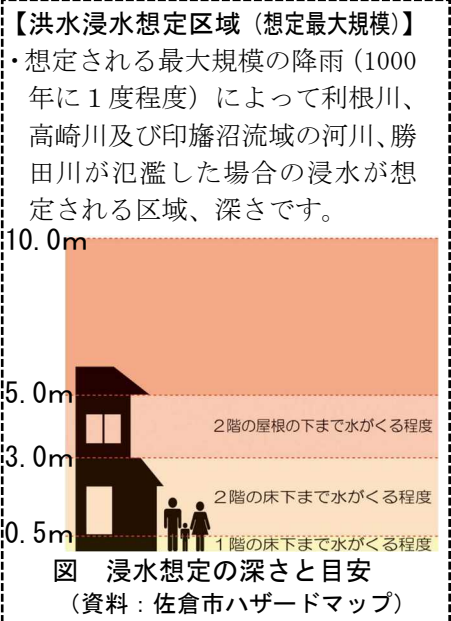 【洪水浸水想定区域（想定最大規模）】
・想定される最大規模の降雨（1000
年に１度程度）によって利根川、
高崎川及び印旛沼流域の河川、勝
田川が氾濫した場合の浸水が想
定される区域、深さです。
10.0m
5.0m
2階の屋根の下まで水がくる程度
3.0m
2階の床下まで水がくる程度
0.5m
1階の床下まで水がくる程度
図　浸水想定の深さと目安
（資料：佐倉市ハザードマップ）